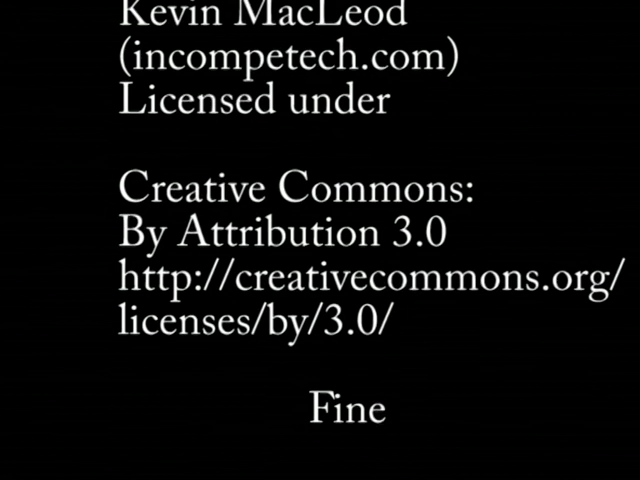 Kevin MacLeod
(incompetech.com)
Licensed under
Creative Commons:
By Attribution 3.0
http://creativecommons.org/
licenses/by/3.0/
Fine